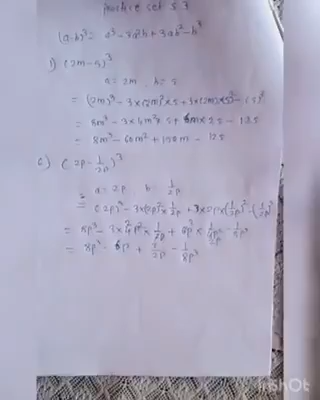 practice set 5.3
(a-b)³ = a³ - 3a²b + 3ab² - b³
1) (2m-5)³
a = 2m, b = 5
= (2m)³ - 3×(2m)²×5 + 3×(2m)×(5)² - (5)³
= 8m³ - 3×4m²×5 + 6m×25 - 125
= 8m³ - 60m² + 150m - 125
(2p - 1/2p)³
a = 2p, b = 1/2p
= (2p)³ - 3×(2p)²×1/2p + 3×2p×(1/2p)² - (1/2p)³
= 8p³ - 3×4p²×1/2p + 6p×1/4p² - 1/8p³
= 8p³ - 6p + 3/2p - 1/8p³
InShOt